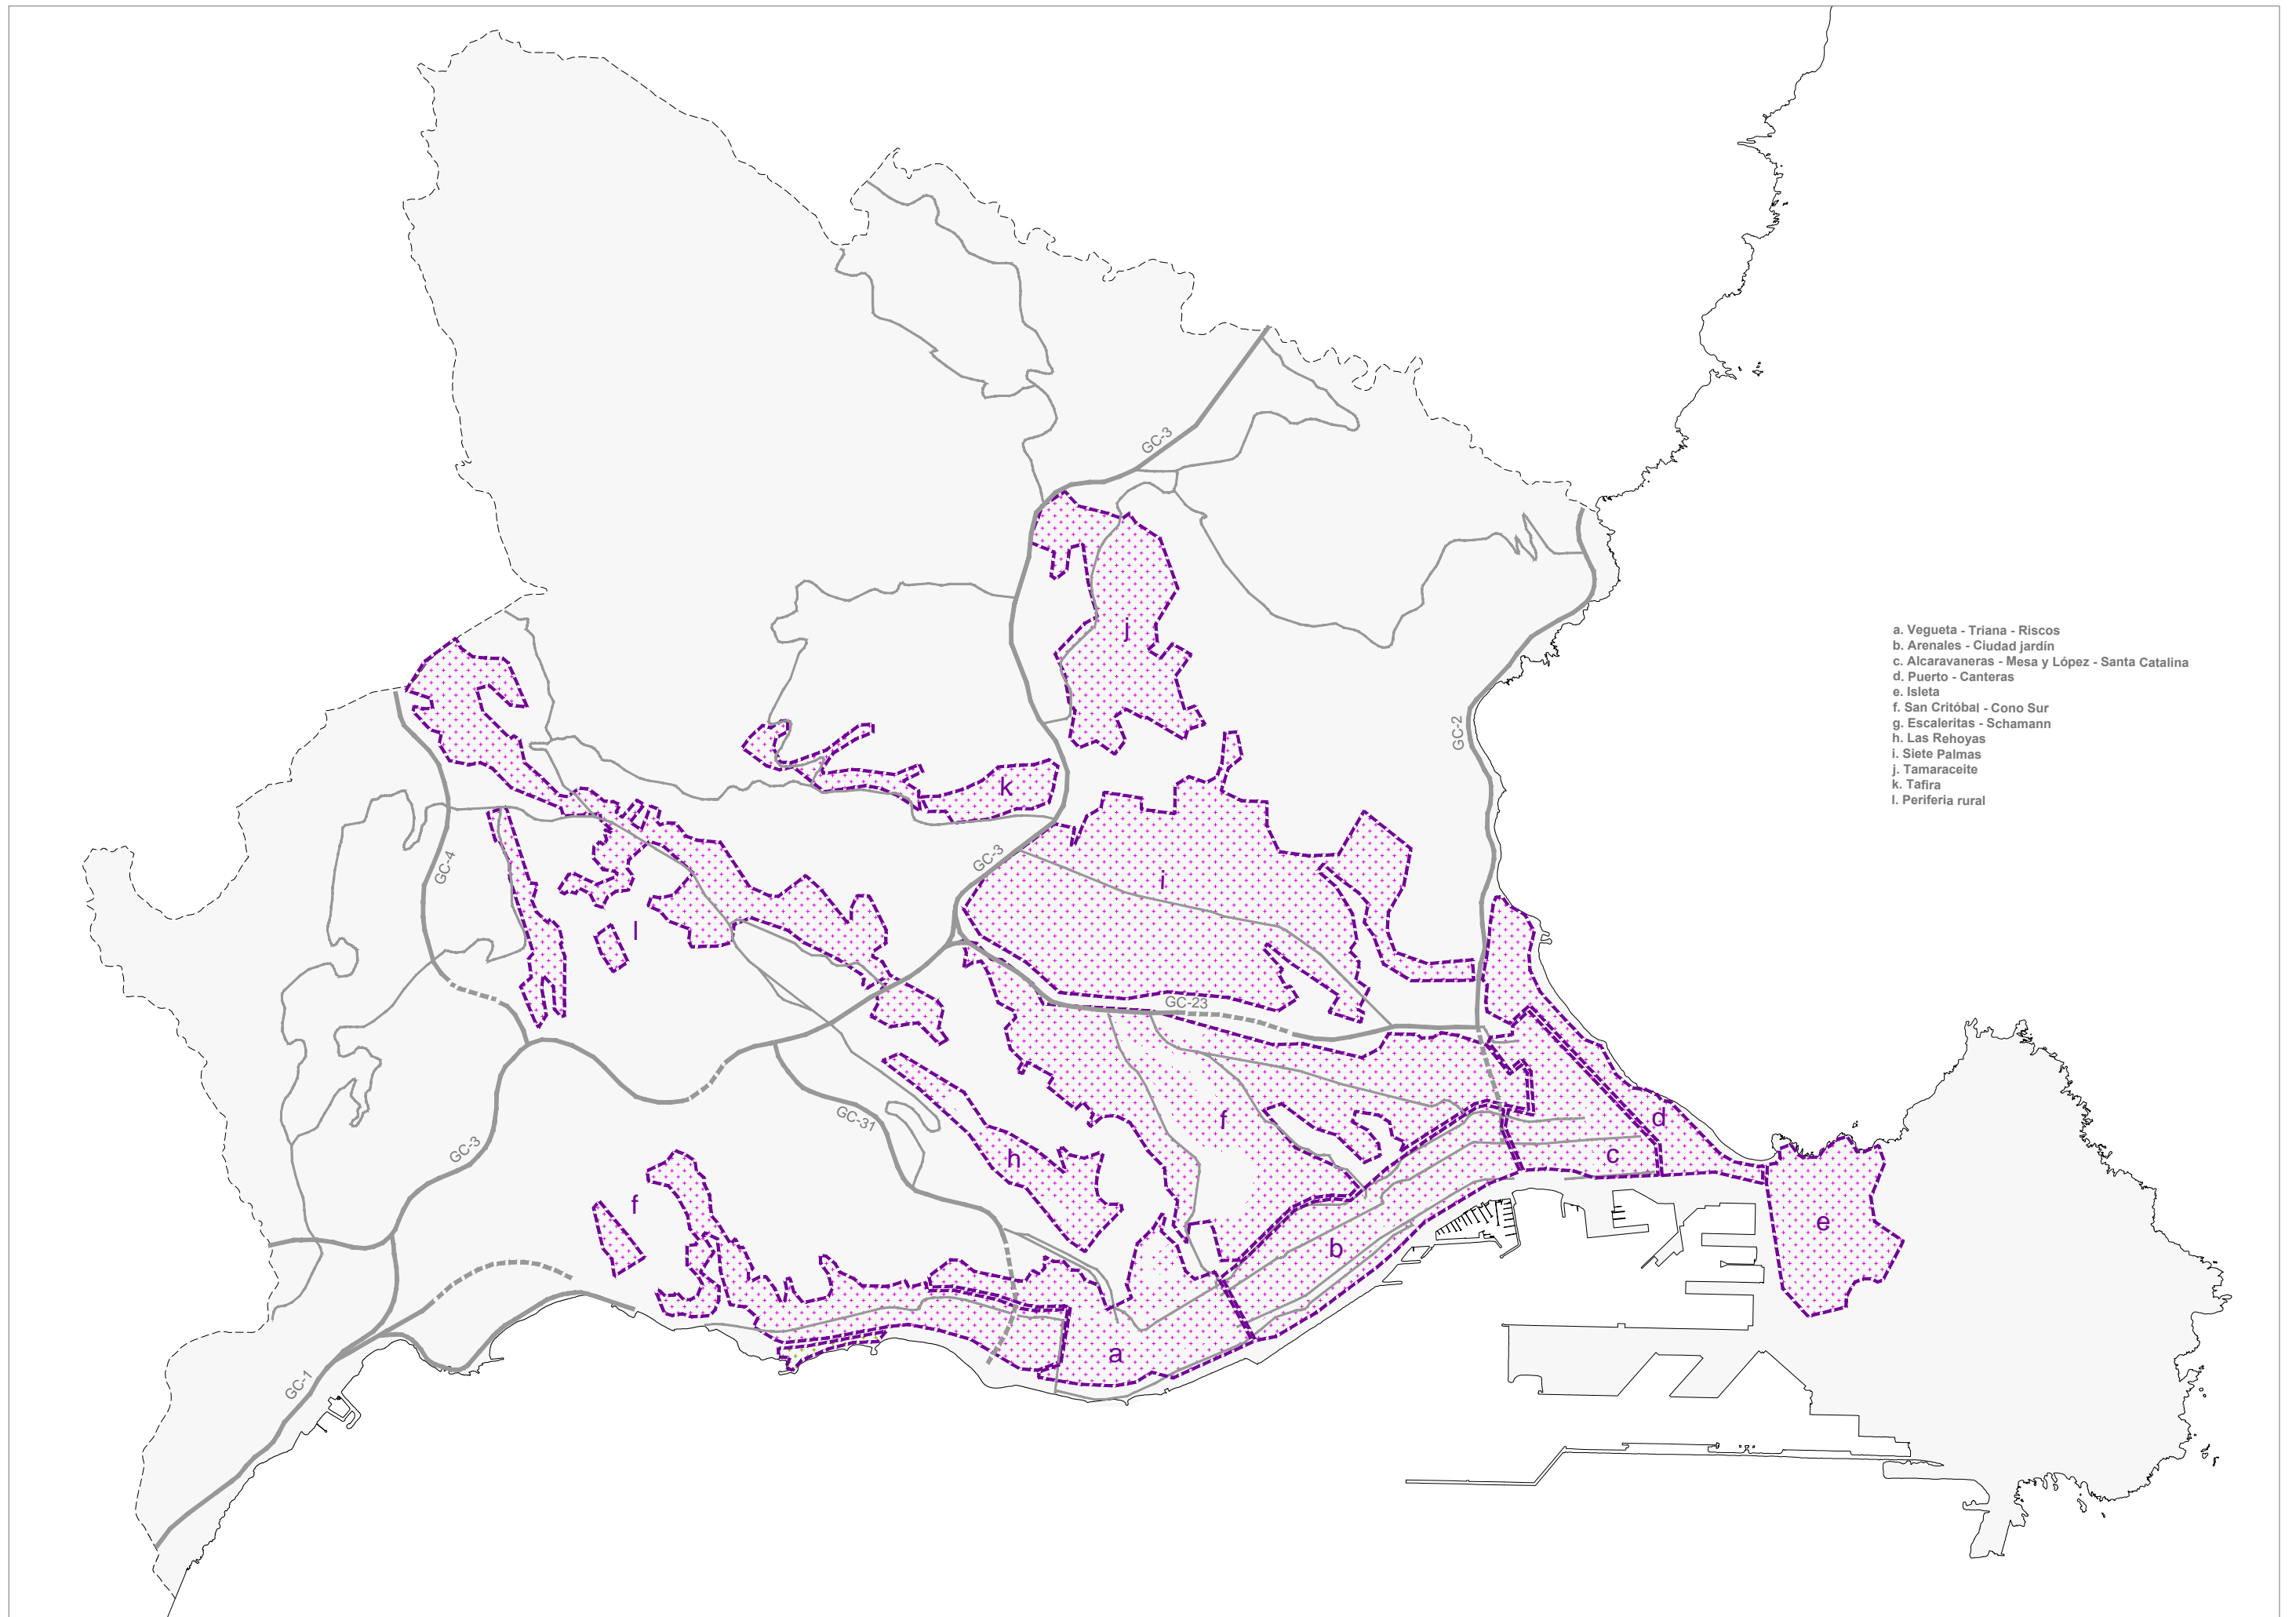 GC-3
j
GC-2
a. Vegueta - Triana - Riscos
b. Arenales - Ciudad jardín
c. Alcaravaneras - Mesa y López - Santa Catalina
d. Puerto - Canteras
e. Isleta
f. San Critóbal - Cono Sur
g. Escaleritas - Schamann
h. Las Rehoyas
i. Siete Palmas
j. Tamaraceite
k. Tafira
l. Periferia rural
k
GC-3
GC-4
i
l
GC-23
GC-31
f
d
GC-3
h
c
f
e
b
a
GC-1